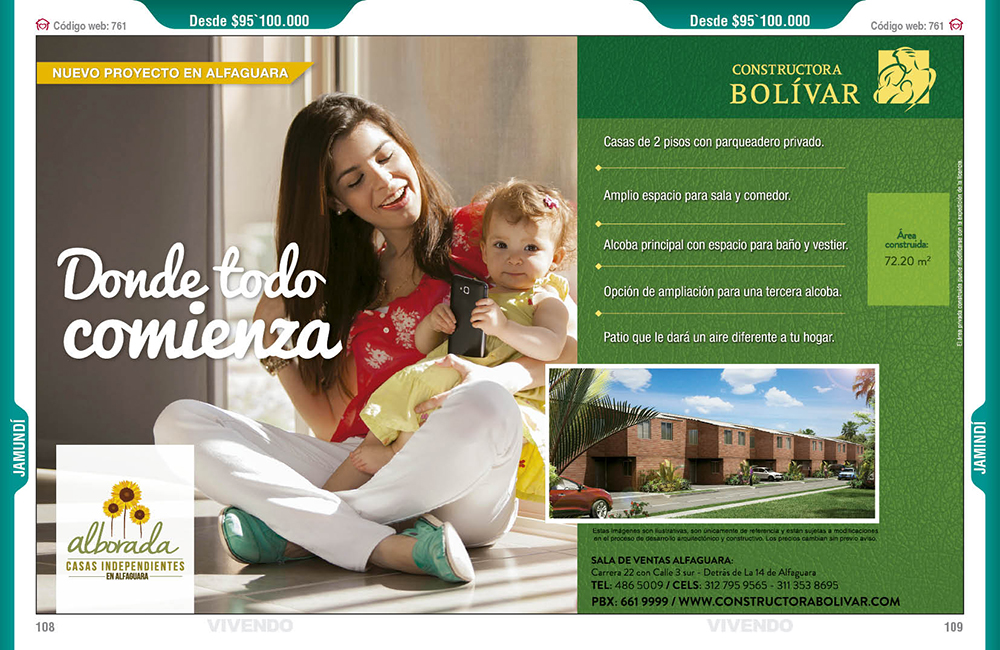 Código web: 761
Desde $95`100.000
Desde $95`100.000
Código web: 761
NUEVO PROYECTO EN ALFAGUARA
Donde todo
comienza
JAMUNDÍ
alborada
CASAS INDEPENDIENTES
EN ALFAGUARA
CONSTRUCTORA
BOLÍVAR
Casas de 2 pisos con parqueadero privado.
Amplio espacio para sala y comedor.
Alcoba principal con espacio para baño y vestier.
Opción de ampliación para una tercera alcoba.
Patio que le dará un aire diferente a tu hogar.
Área
construida:
72.20 m²
El área privada construida puede modificarse con la expedición de la licencia
JAMINDÍ
Estas imágenes son ilustrativas, son únicamente de referencia y están sujetas a modificaciones
en el proceso de desarrollo arquitectónico y constructivo. Los precios cambian sin previo aviso.
SALA DE VENTAS ALFAGUARA:
Carrera 22 con Calle 3 sur - Detrás de La 14 de Alfaguara
TEL: 486 5009 / CELS: 312 795 9565 - 311 353 8695
PBX: 661 9999 / WWW.CONSTRUCTORABOLIVAR.COM
108
VIVENDO
VIVENDO
109